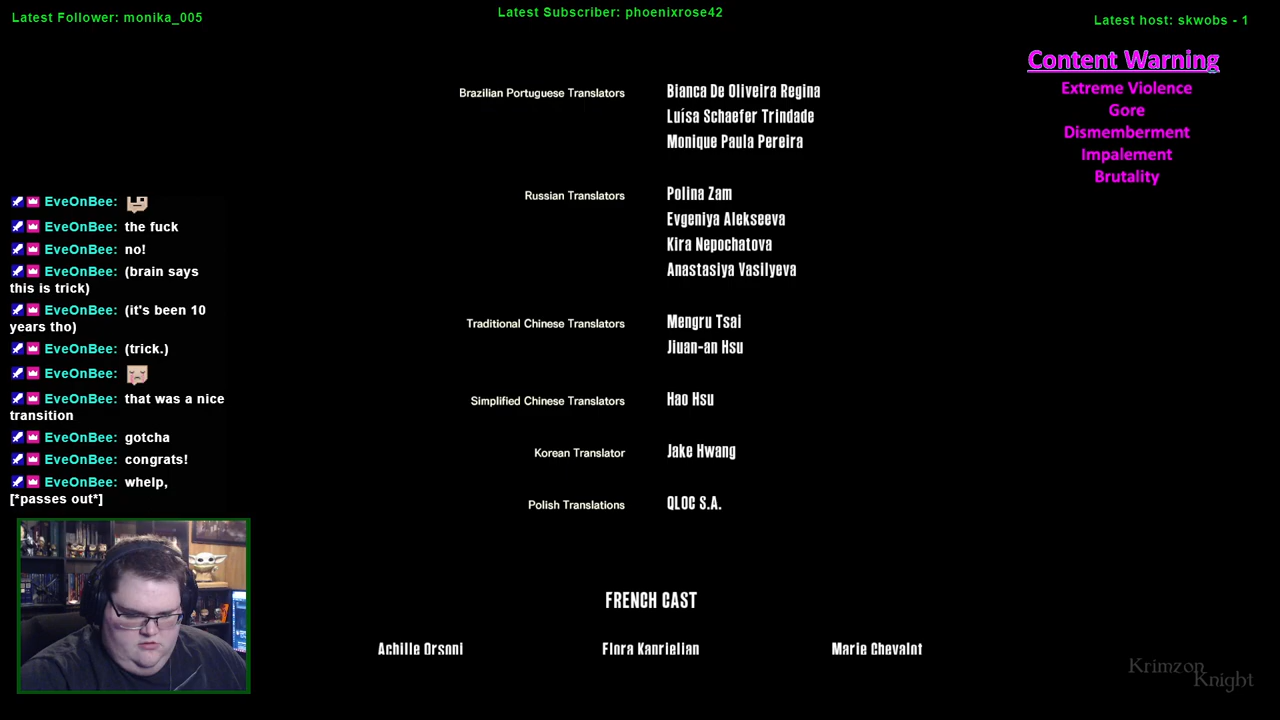 Latest Follower: monika_005
Latest Subscriber: phoenixrose42
Latest host: skwobs - 1
Content Warning
Extreme Violence
Gore
Dismemberment
Impalement
Brutality
Brazilian Portuguese Translators
Bianca De Oliveira Regina
Luísa Schaefer Trindade
Monique Paula Pereira
Russian Translators
Polina Zam
Evgeniya Alekseeva
Kira Nepochatova
Anastasiya Vasilyeva
Traditional Chinese Translators
Mengru Tsai
Jiuan-an Hsu
Simplified Chinese Translators
Hao Hsu
Korean Translator
Jake Hwang
Polish Translations
QLOC S.A.
FRENCH CAST
Achille Orsoni
Flora Kanrielian
Marie Chevalot
EveOnBee:
EveOnBee: the fuck
EveOnBee: no!
EveOnBee: (brain says
this is trick)
EveOnBee: (it's been 10
years tho)
EveOnBee: (trick.)
EveOnBee:
EveOnBee: that was a nice
transition
EveOnBee: gotcha
EveOnBee: congrats!
EveOnBee: whelp,
[*passes out*]
Krimzon
Knight